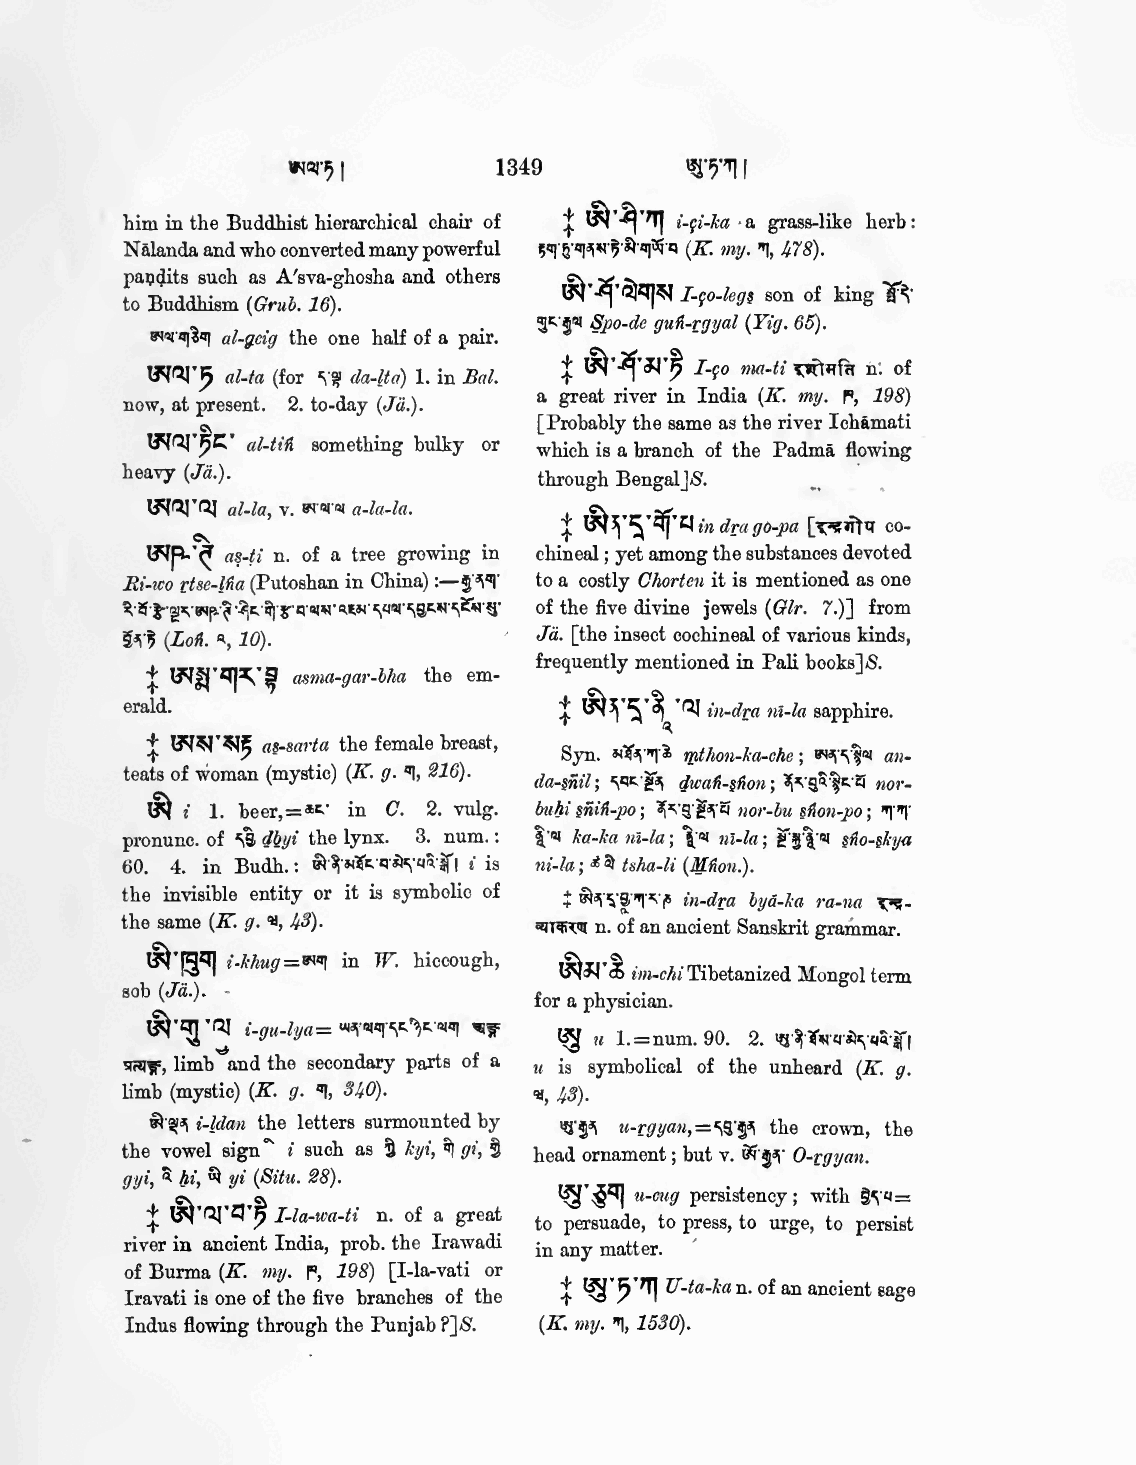 ཨལ་ཏ། 1349 ཨུ་ཏ་ཀ།
him in the Buddhist hierarchical chair of
Nālanda and who converted many powerful
paṇḍits such as A'sva-ghosha and others
to Buddhism (Grub. 16).
ཨལ་གཅིག al-gcig the one half of a pair.
ཨལ་ཏ al-ta (for ད་ལྟ da-lta) 1. in Bal.
now, at present. 2. to-day (Jä.).
ཨལ་ཏིང་ al-tiṅ something bulky or
heavy (Jä.).
ཨལ་ལ al-la, v. ཨ་ལ་ལ a-la-la.
ཨཥ་ཊི aṣ-ṭi n. of a tree growing in
Ri-wo rtse-lṅa (Putoshan in China):—རྒྱ་ནག་
རི་བོ་རྩེ་ལྔར་ཨཥ་ཊི་ཤིང་གི་རྩ་བ་ལས་འཇམ་དཔལ་དབྱངས་དངོས་སུ་
བྱོན་ཏེ (Loṅ. ༢, 10).
‡ ཨསྨ་གརྦྷ asma-gar-bha the em-
erald.
‡ ཨས་སརྟ as-sarta the female breast,
teats of woman (mystic) (K. g. ག, 216).
ཨི i 1. beer,=ཆང་ in C. 2. vulg.
pronunc. of དབྱི dbyi the lynx. 3. num.:
60. 4. in Budh.: ཨི་ནི་མཐོང་བ་མེད་པའི་སྒོ། i is
the invisible entity or it is symbolic of
the same (K. g. ཁ, 43).
ཨི་ཁུག i-khug=ཨིག in W. hiccough,
sob (Jä.).
ཨི་གུ་ལྱ i-gu-lya= ཡན་ལག་དང་ཉིང་ལག अङ्ग
प्रत्यङ्ग, limb and the secondary parts of a
limb (mystic) (K. g. ག, 340).
ཨི་ལྡན i-ldan the letters surmounted by
the vowel sign ི i such as ཀྱི kyi, གི gi, གྱི
gyi, འི ḥi, ཡི yi (Situ. 28).
‡ ཨི་ལ་བ་ཏི I-la-wa-ti n. of a great
river in ancient India, prob. the Irawadi
of Burma (K. my. ཁ, 198) [I-la-vati or
Iravati is one of the five branches of the
Indus flowing through the Punjab?]S.
‡ ཨི་ཤི་ཀ i-çi-ka a grass-like herb:
(K. my. ཀ, 478).
ཨི་ཤོ་ལེགས I-ço-legs son of king སྤོ་དེ་
གུང་རྒྱལ Spo-de guṅ-rgyal (Yig. 65).
‡ ཨི་ཤོ་མ་ཏི I-ço ma-ti इशोमति n. of
a great river in India (K. my. ཁ, 198)
[Probably the same as the river Ichāmati
which is a branch of the Padmā flowing
through Bengal]S.
‡ ཨིན་དྲ་གོ་པ in dra go-pa [इन्द्रगोप co-
chineal; yet among the substances devoted
to a costly Chorten it is mentioned as one
of the five divine jewels (Glr. 7.)] from
Jä. [the insect cochineal of various kinds,
frequently mentioned in Pali books]S.
‡ ཨིན་དྲ་ནཱི་ལ in-dra nī-la sapphire.
Syn. མཐོན་ཀ་ཆེ mthon-ka-che; ཨན་ད་སྙིལ an-
da-sñil; དབང་སྔོན dwaṅ-sṅon; ནོར་བུའི་སྙིང་པོ nor-
buḥi sñiṅ-po; ནོར་བུ་སྔོན་པོ nor-bu sṅon-po; ཀ་ཀ་
ནཱི་ལ ka-ka nī-la; ནཱི་ལ nī-la; སྔོ་སྐྱ་ནི་ལ sṅo-skya
ni-la; ཚ་ལི tsha-li (Mṅon.).
‡ ཨིན་དྲ་བྱཱ་ཀ་ར་ཎ in-dra byā-ka ra-na इन्द्र-
व्याकरण n. of an ancient Sanskrit grammar.
ཨིམ་ཆི im-chi Tibetanized Mongol term
for a physician.
ཨུ u 1.=num. 90. 2. ཨུ་ནི་ཐོས་པ་མེད་པའི་སྒོ།
u is symbolical of the unheard (K. g.
ཁ, 43).
ཨུ་རྒྱན u-rgyan,=དབུ་རྒྱན the crown, the
head ornament; but v. ཨོ་རྒྱན་ O-rgyan.
ཨུ་ཙུག u-cug persistency; with བྱེད་པ=
to persuade, to press, to urge, to persist
in any matter.
‡ ཨུ་ཏ་ཀ U-ta-ka n. of an ancient sage
(K. my. ཀ, 1530).